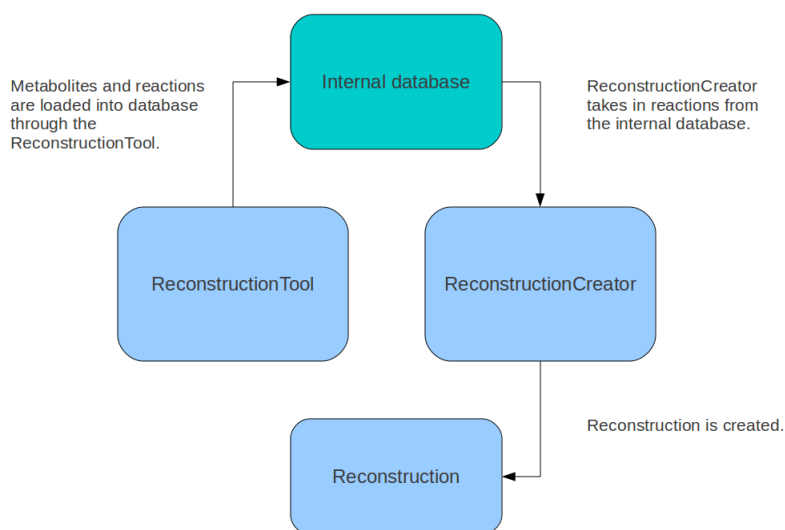 Internal database
Metabolites and reactions
are loaded into database
through the
ReconstructionTool.
ReconstructionCreator
takes in reactions from
the internal database.
ReconstructionTool
ReconstructionCreator
Reconstruction is created.
Reconstruction